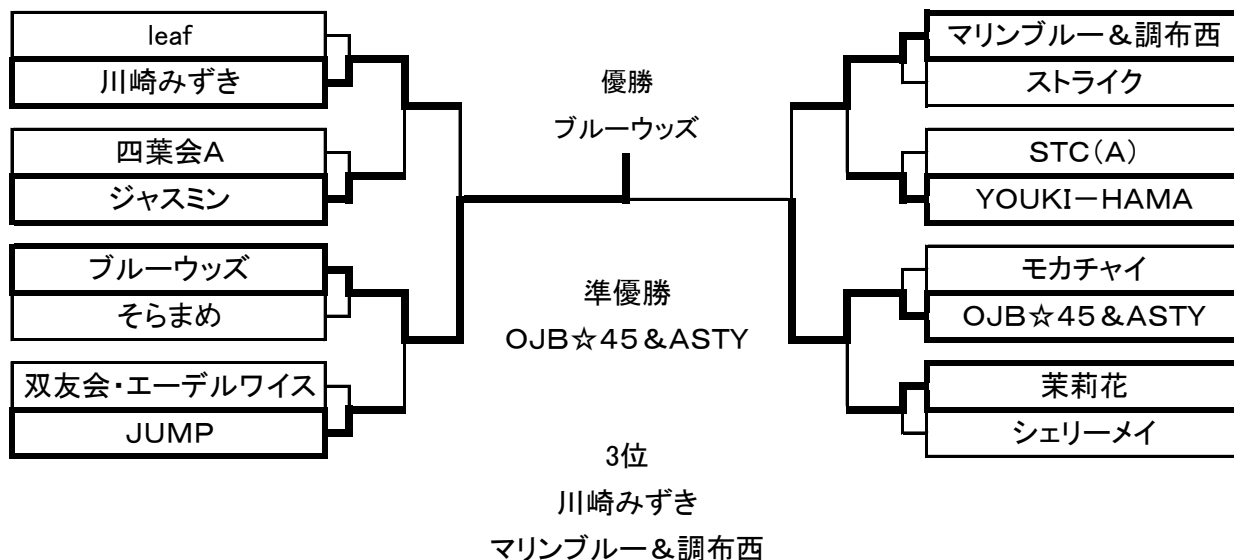 leaf
川崎みずき
四葉会A
ジャスミン
ブルーウッズ
そらまめ
双友会・エーデルワイス
JUMP
優勝
ブルーウッズ
準優勝
OJB☆45&ASTY
3位
川崎みずき
マリンブルー&調布西
マリンブルー&調布西
ストライク
STC(A)
YOUKI-HAMA
モカチャイ
OJB☆45&ASTY
茉莉花
シェリーメイ